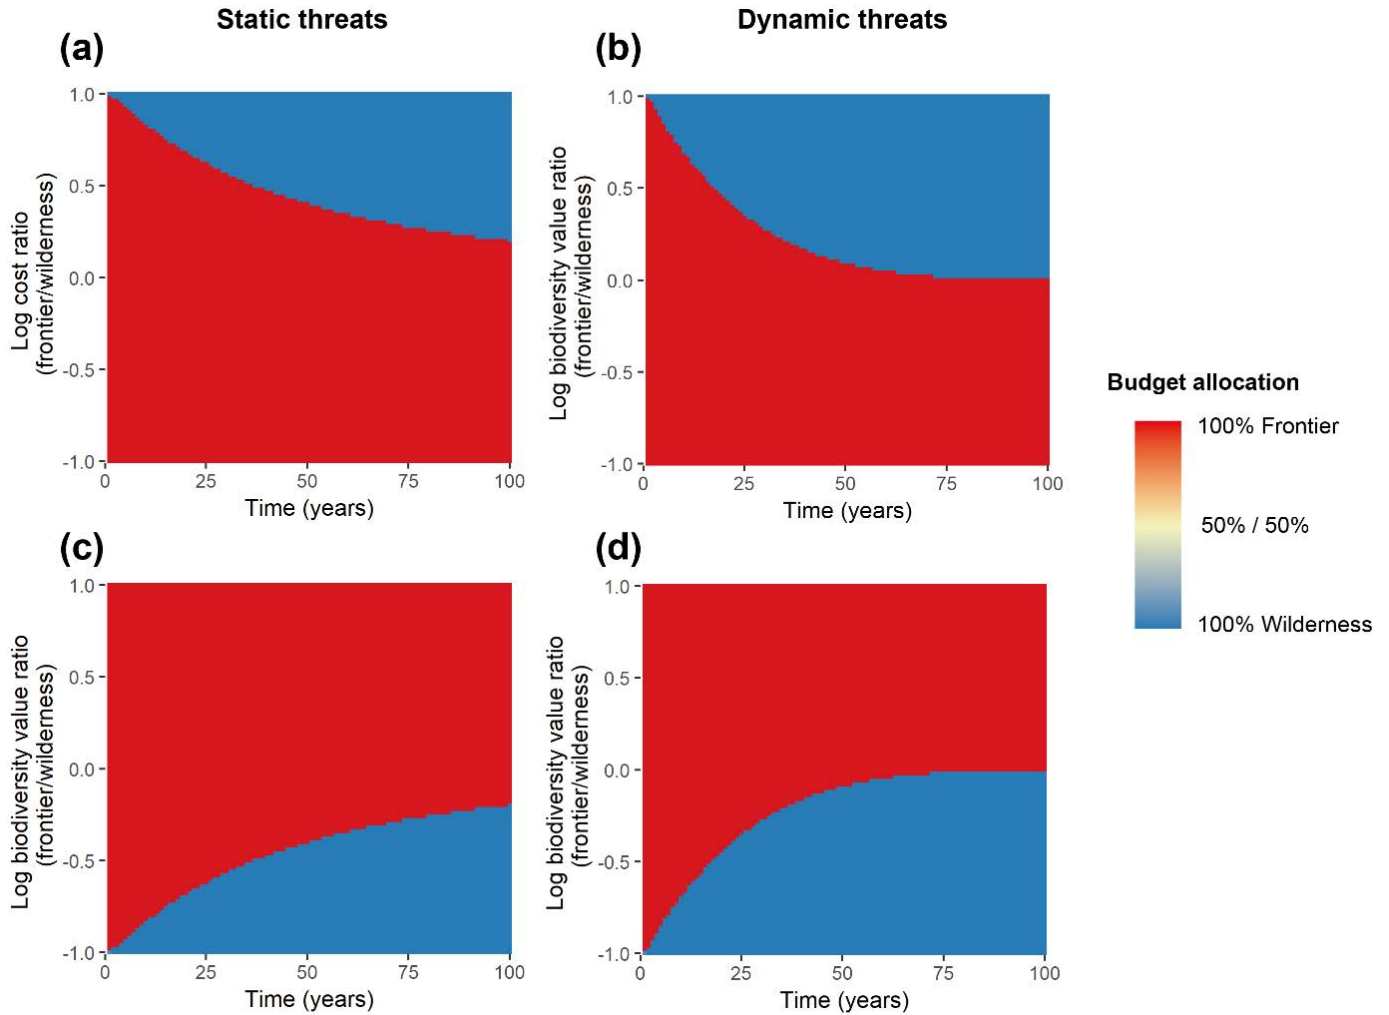 Static threats
Dynamic threats
(a)
(b)
1.0
0.5
0.0
-0.5
-1.0
Log cost ratio
(frontier/wilderness)
0 25 50 75 100
Time (years)
1.0
0.5
0.0
-0.5
-1.0
Log biodiversity value ratio
(frontier/wilderness)
0 25 50 75 100
Time (years)
Budget allocation
100% Frontier
50% / 50%
100% Wilderness
(c)
(d)
1.0
0.5
0.0
-0.5
-1.0
Log biodiversity value ratio
(frontier/wilderness)
0 25 50 75 100
Time (years)
1.0
0.5
0.0
-0.5
-1.0
Log biodiversity value ratio
(frontier/wilderness)
0 25 50 75 100
Time (years)